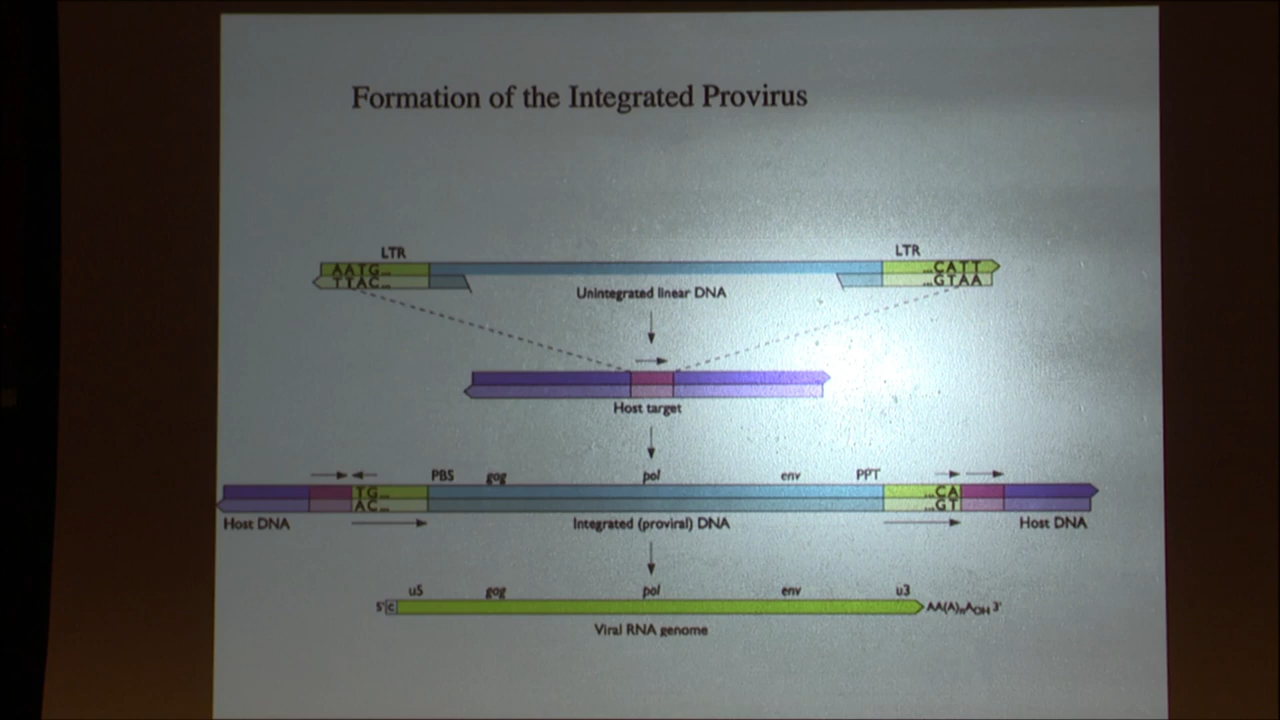 Formation of the Integrated Provirus
LTR LTR
AATG... ...CATT
TTAC... ...GTAA
Unintegrated linear DNA
Host target
PBS gag pol env PPT
TG... ...CA
AC... ...GT
Host DNA Integrated (proviral) DNA Host DNA
u5 gag pol env u3
5' c AA(A)nAOH 3'
Viral RNA genome